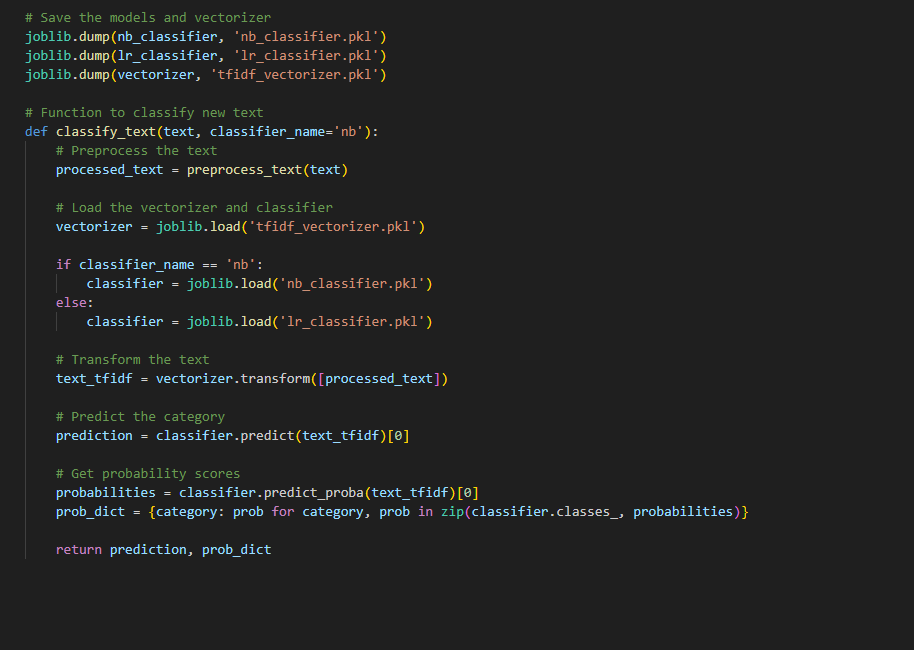 # Save the models and vectorizer
joblib.dump(nb_classifier, 'nb_classifier.pkl')
joblib.dump(lr_classifier, 'lr_classifier.pkl')
joblib.dump(vectorizer, 'tfidf_vectorizer.pkl')

# Function to classify new text
def classify_text(text, classifier_name='nb'):
    # Preprocess the text
    processed_text = preprocess_text(text)

    # Load the vectorizer and classifier
    vectorizer = joblib.load('tfidf_vectorizer.pkl')

    if classifier_name == 'nb':
        classifier = joblib.load('nb_classifier.pkl')
    else:
        classifier = joblib.load('lr_classifier.pkl')

    # Transform the text
    text_tfidf = vectorizer.transform([processed_text])

    # Predict the category
    prediction = classifier.predict(text_tfidf)[0]

    # Get probability scores
    probabilities = classifier.predict_proba(text_tfidf)[0]
    prob_dict = {category: prob for category, prob in zip(classifier.classes_, probabilities)}

    return prediction, prob_dict